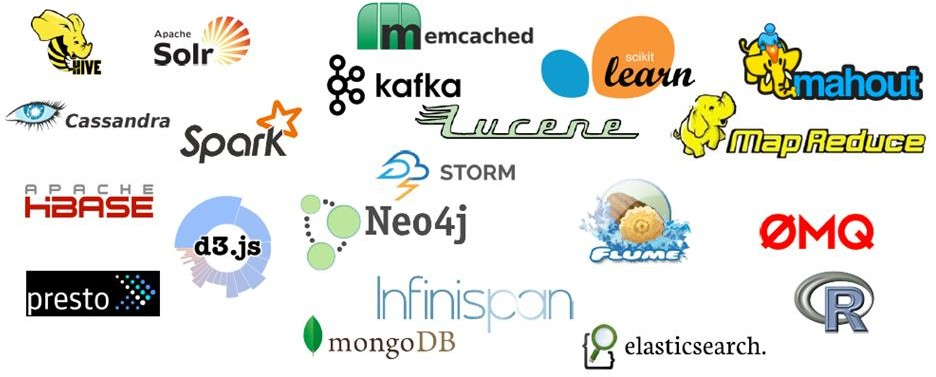 HIVE
Apache
Solr
memcached
scikit
learn
mahout
kafka
Cassandra
Spark
Lucene
Map Reduce
STORM
APACHE
HBASE
d3.js
Neo4j
FLUME
ØMQ
presto
Infinispan
R
mongoDB
elasticsearch.